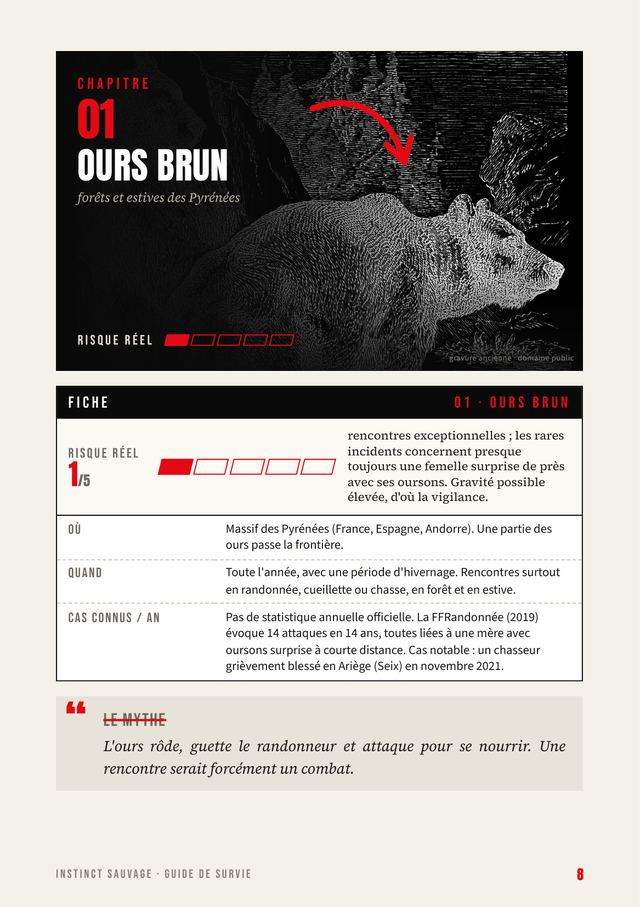 CHAPITRE
01
OURS BRUN
forêts et estives des Pyrénées
RISQUE RÉEL
gravure ancienne · domaine public
FICHE
01 · OURS BRUN
RISQUE RÉEL
1/5
rencontres exceptionnelles ; les rares
incidents concernent presque
toujours une femelle surprise de près
avec ses oursons. Gravité possible
élevée, d'où la vigilance.
OÙ
Massif des Pyrénées (France, Espagne, Andorre). Une partie des
ours passe la frontière.
QUAND
Toute l'année, avec une période d'hivernage. Rencontres surtout
en randonnée, cueillette ou chasse, en forêt et en estive.
CAS CONNUS / AN
Pas de statistique annuelle officielle. La FFRandonnée (2019)
évoque 14 attaques en 14 ans, toutes liées à une mère avec
oursons surprise à courte distance. Cas notable : un chasseur
grièvement blessé en Ariège (Seix) en novembre 2021.
❝
LE MYTHE
L'ours rôde, guette le randonneur et attaque pour se nourrir. Une
rencontre serait forcément un combat.
INSTINCT SAUVAGE · GUIDE DE SURVIE
8